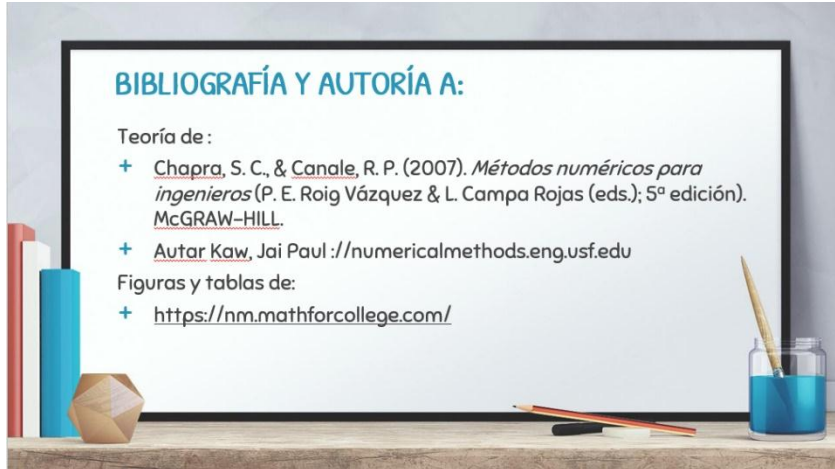 BIBLIOGRAFÍA Y AUTORÍA A:
Teoría de :
+ Chapra, S. C., & Canale, R. P. (2007). Métodos numéricos para
ingenieros (P. E. Roig Vázquez & L. Campa Rojas (eds.); 5ª edición).
McGRAW-HILL.
+ Autar Kaw, Jai Paul ://numericalmethods.eng.usf.edu
Figuras y tablas de:
+ https://nm.mathforcollege.com/